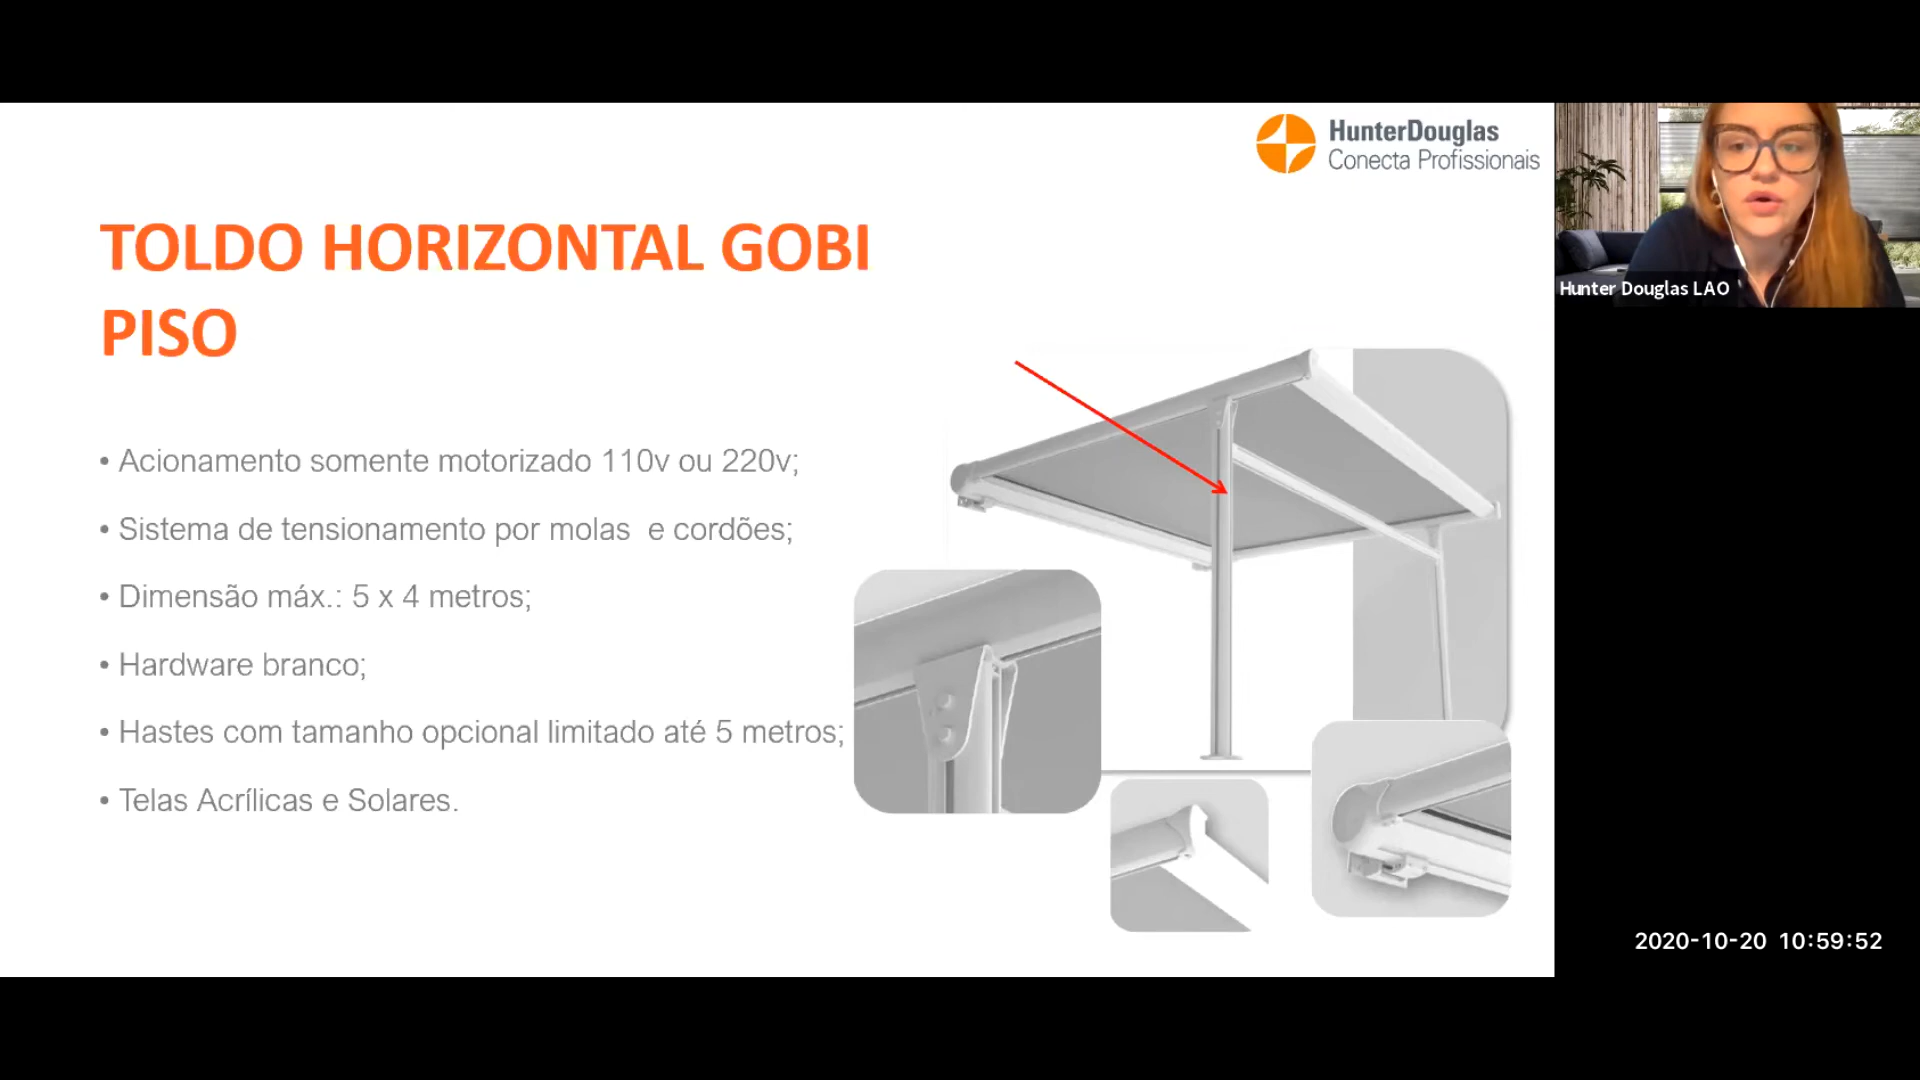 HunterDouglas
Conecta Profissionais
TOLDO HORIZONTAL GOBI
PISO
• Acionamento somente motorizado 110v ou 220v;
• Sistema de tensionamento por molas  e cordões;
• Dimensão máx.: 5 x 4 metros;
• Hardware branco;
• Hastes com tamanho opcional limitado até 5 metros;
• Telas Acrílicas e Solares.
Hunter Douglas LAO
2020-10-20 10:59:52